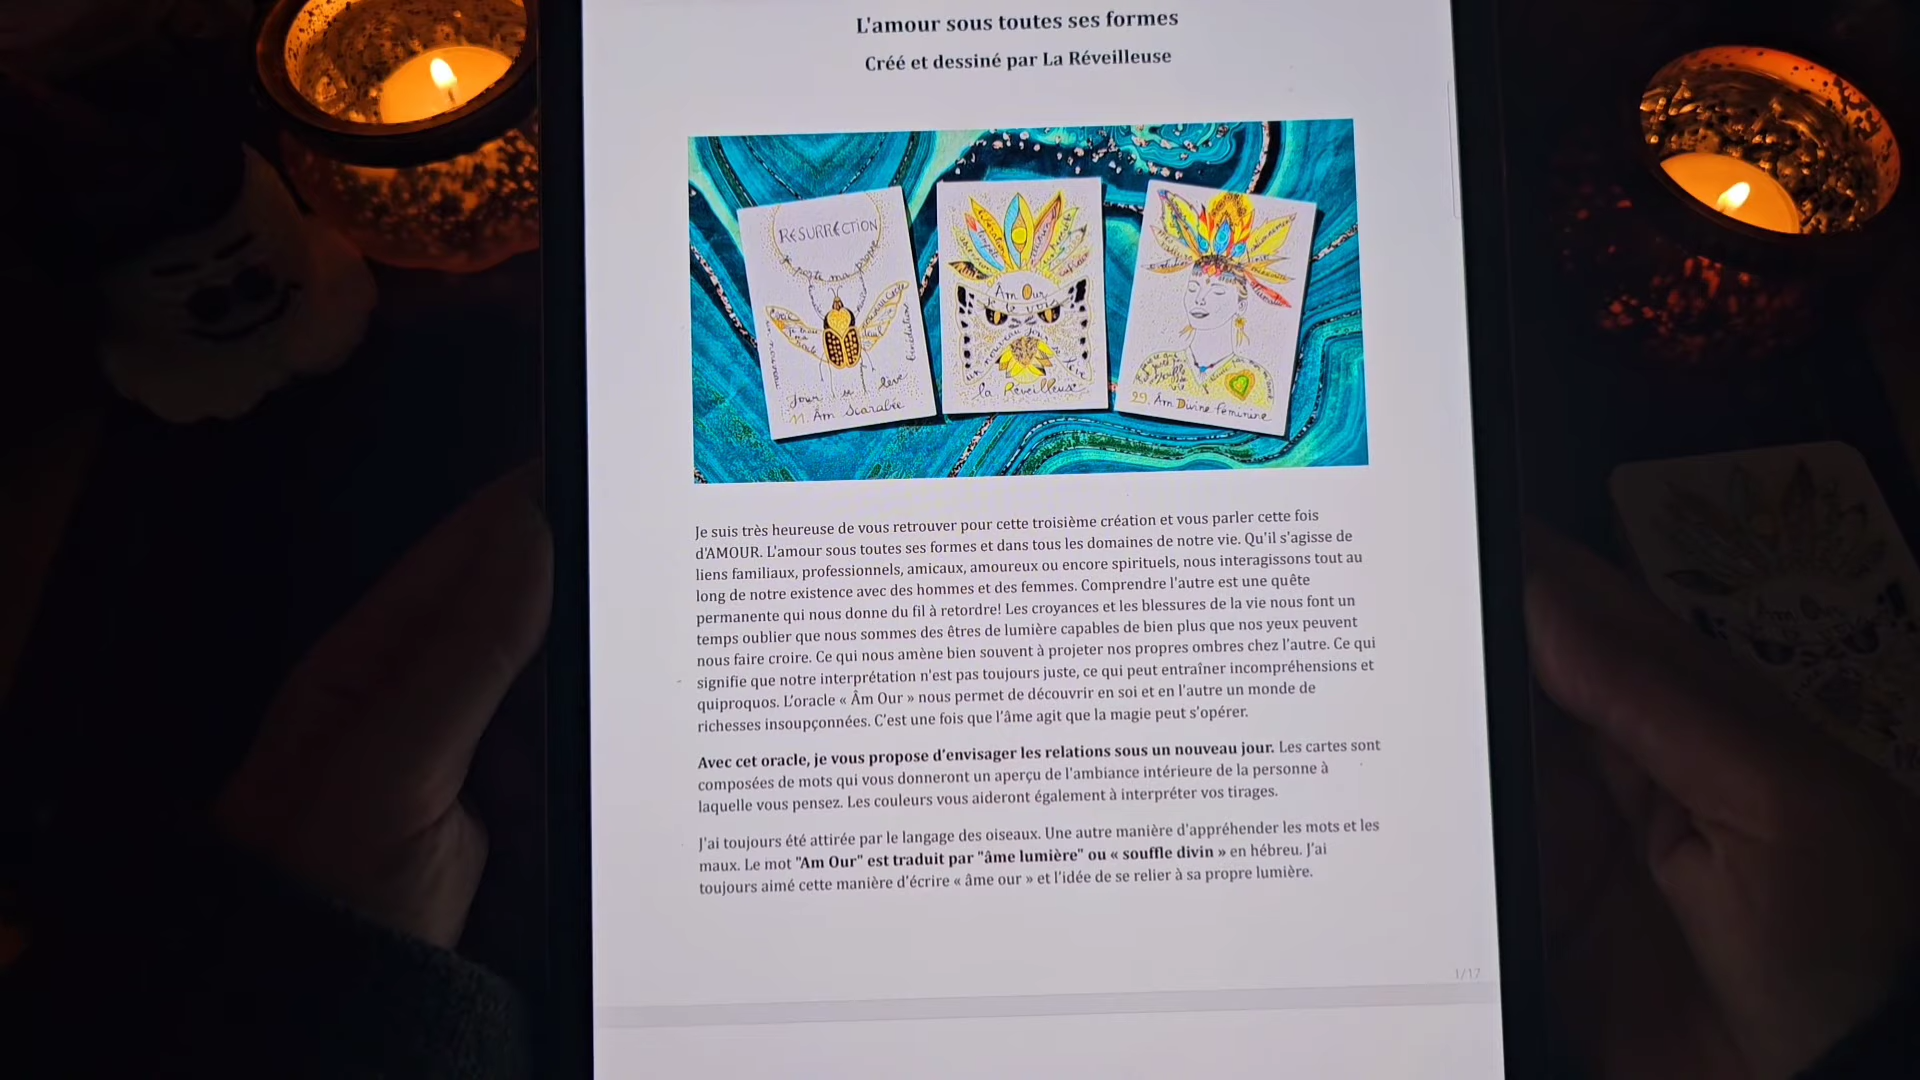 L'amour sous toutes ses formes
Créé et dessiné par La Réveilleuse
RESURRECTION
je porte ma propre
Jour se lève
11. Âm Scarabée
Âm Our
un nouveau
la Réveilleuse
29. Âm Divine féminine
Je suis très heureuse de vous retrouver pour cette troisième création et vous parler cette fois
d'AMOUR. L'amour sous toutes ses formes et dans tous les domaines de notre vie. Qu'il s'agisse de
liens familiaux, professionnels, amicaux, amoureux ou encore spirituels, nous interagissons tout au
long de notre existence avec des hommes et des femmes. Comprendre l'autre est une quête
permanente qui nous donne du fil à retordre! Les croyances et les blessures de la vie nous font un
temps oublier que nous sommes des êtres de lumière capables de bien plus que nos yeux peuvent
nous faire croire. Ce qui nous amène bien souvent à projeter nos propres ombres chez l'autre. Ce qui
signifie que notre interprétation n'est pas toujours juste, ce qui peut entraîner incompréhensions et
quiproquos. L'oracle « Âm Our » nous permet de découvrir en soi et en l'autre un monde de
richesses insoupçonnées. C'est une fois que l'âme agit que la magie peut s'opérer.
Avec cet oracle, je vous propose d'envisager les relations sous un nouveau jour. Les cartes sont
composées de mots qui vous donneront un aperçu de l'ambiance intérieure de la personne à
laquelle vous pensez. Les couleurs vous aideront également à interpréter vos tirages.
J'ai toujours été attirée par le langage des oiseaux. Une autre manière d'appréhender les mots et les
maux. Le mot "Am Our" est traduit par "âme lumière" ou « souffle divin » en hébreu. J'ai
toujours aimé cette manière d'écrire « âme our » et l'idée de se relier à sa propre lumière.
1/17